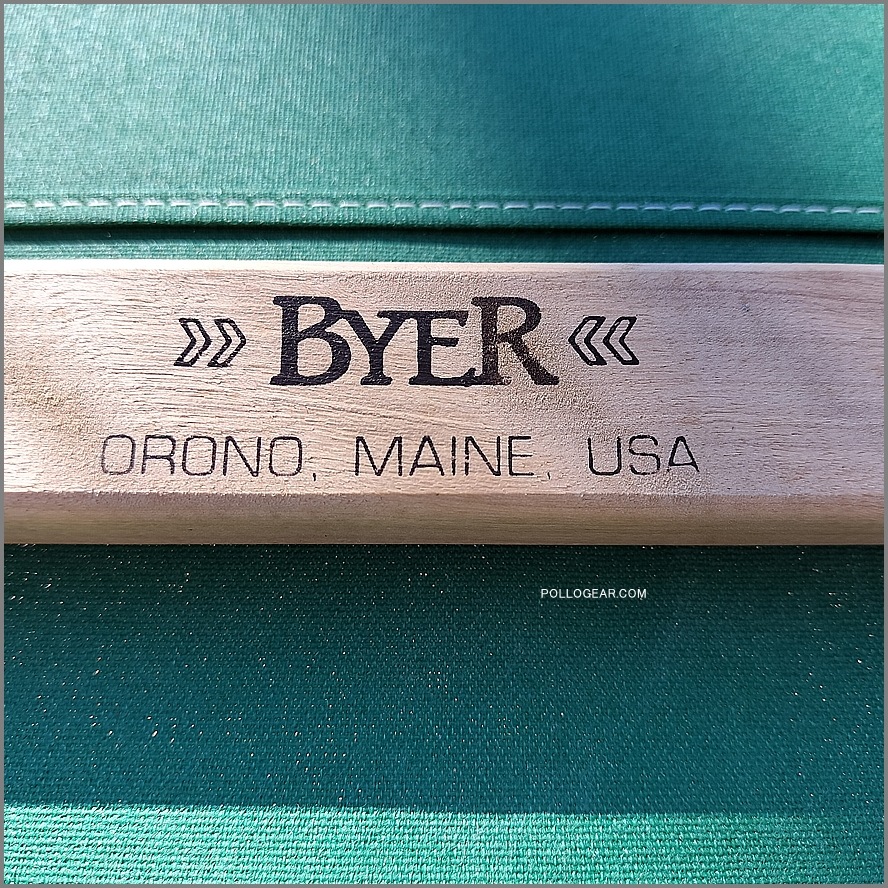 BYER
ORONO, MAINE, USA
POLLOGEAR.COM